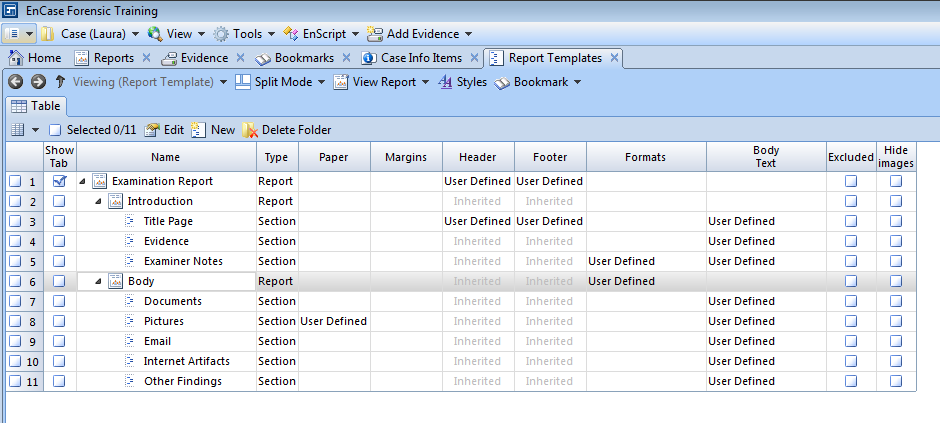 EnCase Forensic Training
Case (Laura) View Tools EnScript Add Evidence
Home Reports Evidence Bookmarks Case Info Items Report Templates
Viewing (Report Template) Split Mode View Report Styles Bookmark
Table
Selected 0/11 Edit New Delete Folder
Show Tab Name Type Paper Margins Header Footer Formats Body Text Excluded Hide images
1 Examination Report Report User Defined User Defined
2 Introduction Report Inherited Inherited
3 Title Page Section User Defined User Defined User Defined
4 Evidence Section Inherited Inherited User Defined
5 Examiner Notes Section Inherited Inherited User Defined User Defined
6 Body Report Inherited Inherited User Defined
7 Documents Section Inherited Inherited User Defined
8 Pictures Section User Defined Inherited Inherited User Defined
9 Email Section Inherited Inherited User Defined
10 Internet Artifacts Section Inherited Inherited User Defined
11 Other Findings Section Inherited Inherited User Defined